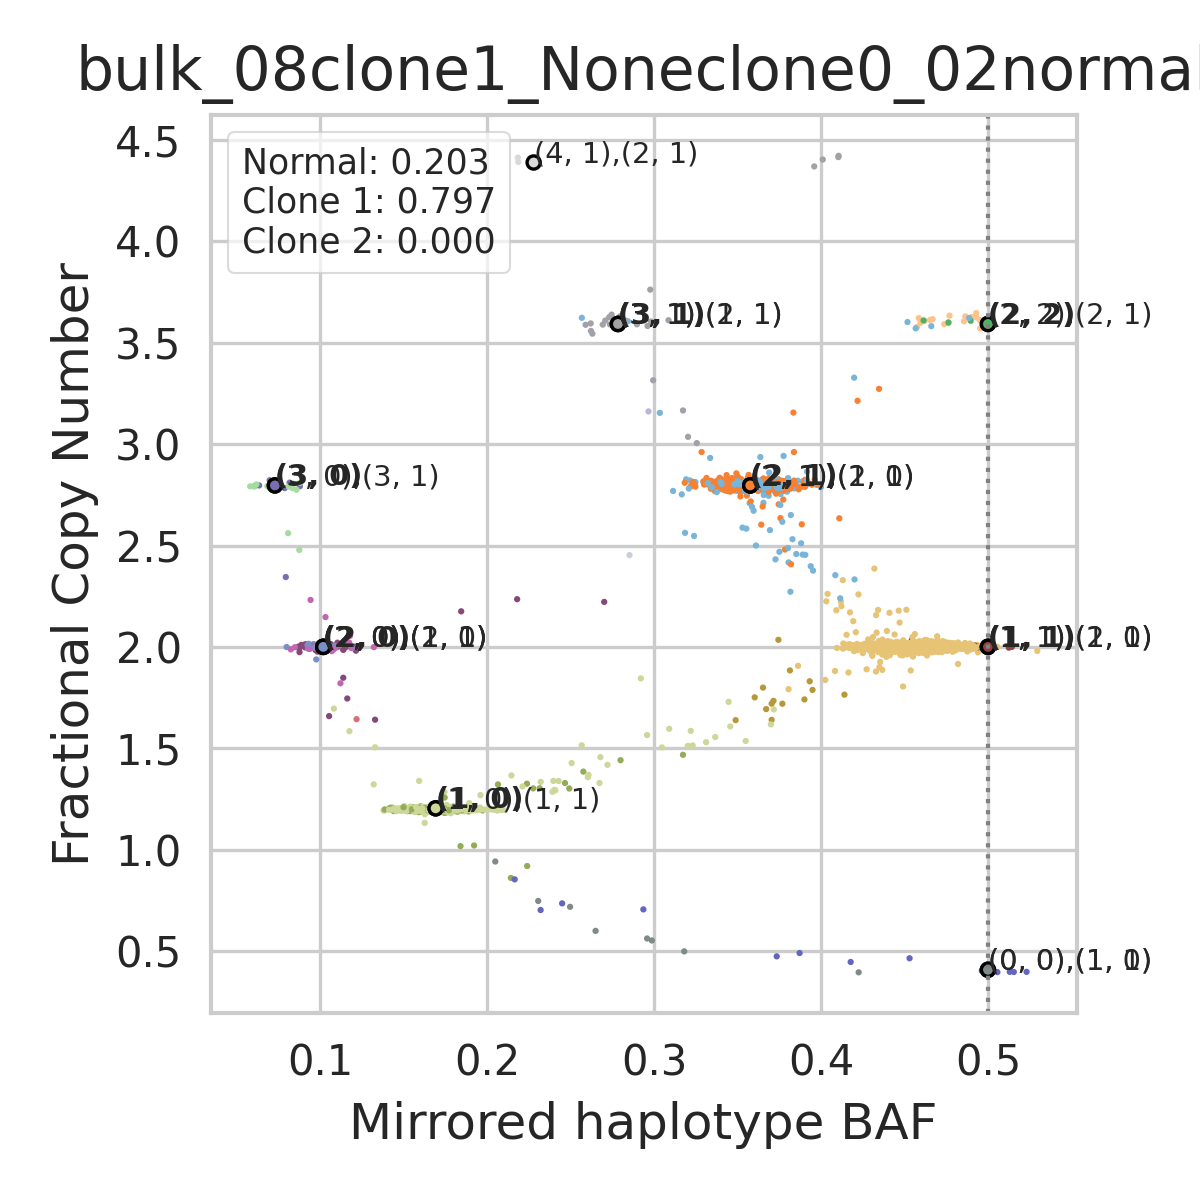 bulk_08clone1_Noneclone0_02normal
Normal: 0.203
Clone 1: 0.797
Clone 2: 0.000
(4, 1),(2, 1)
(3, 1)
(2, 2)
(3, 0)
(2, 1)
(2, 0)
(1, 1)
(1, 0)
(0, 0),(1, 1)
4.5
4.0
3.5
3.0
2.5
2.0
1.5
1.0
0.5
Fractional Copy Number
0.1 0.2 0.3 0.4 0.5
Mirrored haplotype BAF